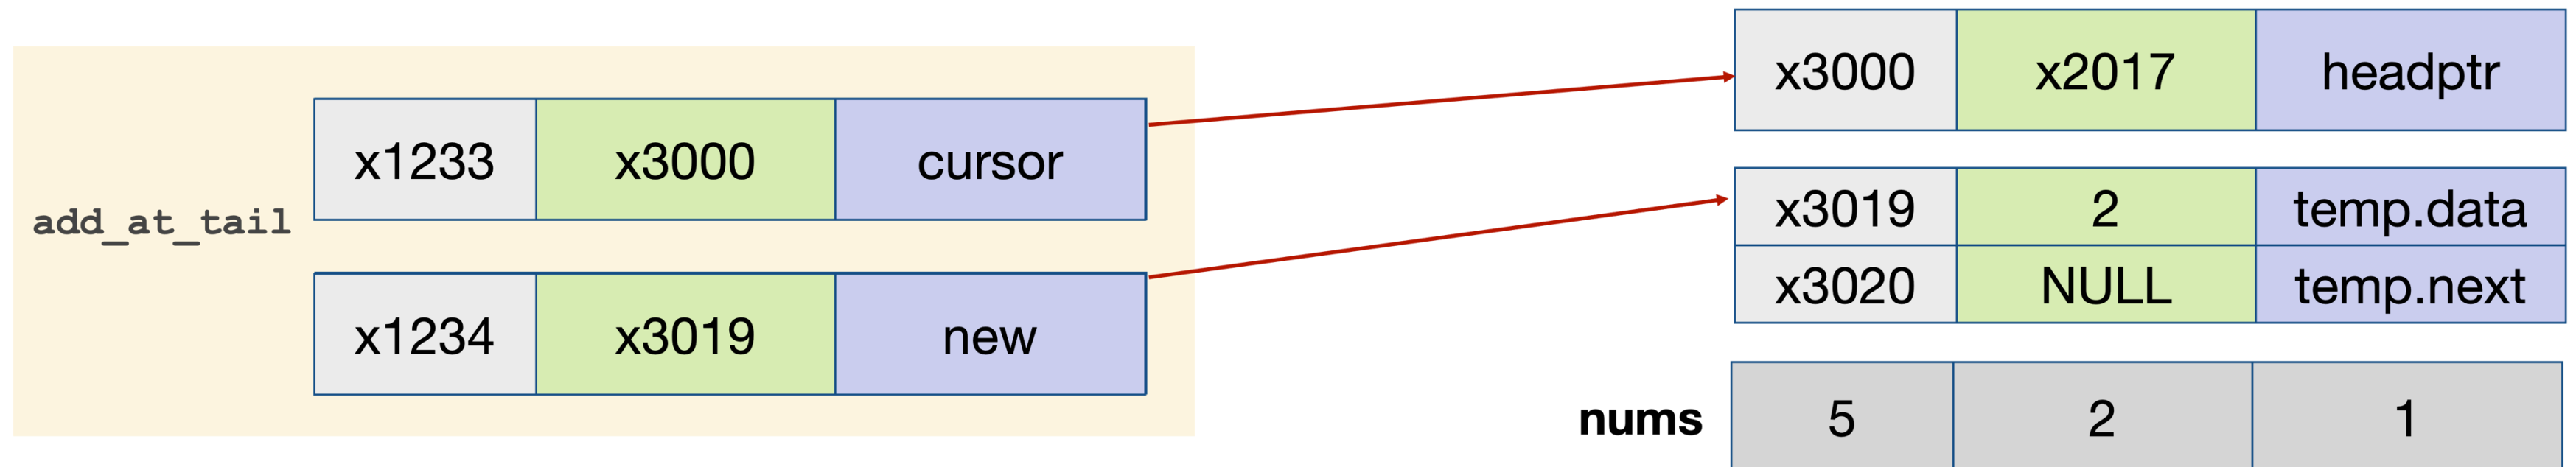 x3000 x2017 headptr
x1233 x3000 cursor
x3019 2 temp.data
add_at_tail
x3020 NULL temp.next
x1234 x3019 new
nums 5 2 1